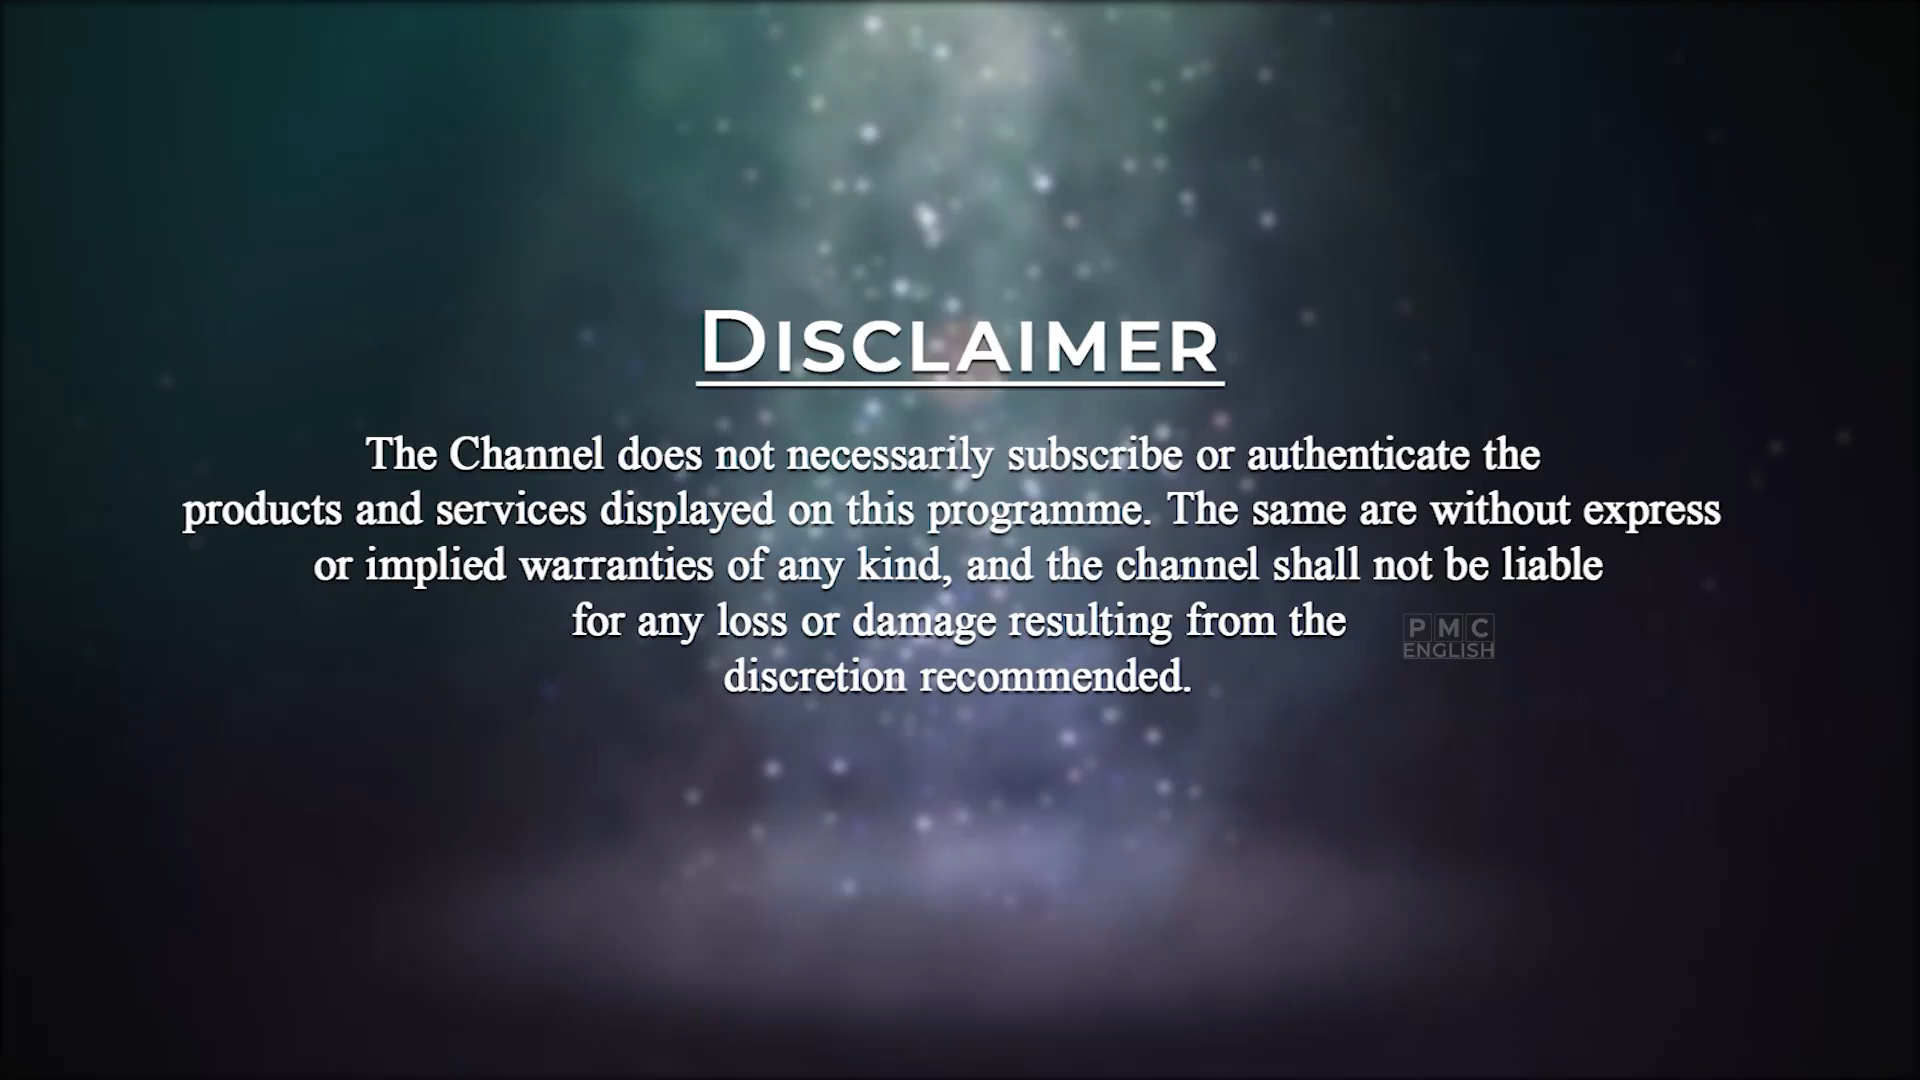 DISCLAIMER
The Channel does not necessarily subscribe or authenticate the
products and services displayed on this programme. The same are without express
or implied warranties of any kind, and the channel shall not be liable
for any loss or damage resulting from the
discretion recommended.
PMC
ENGLISH